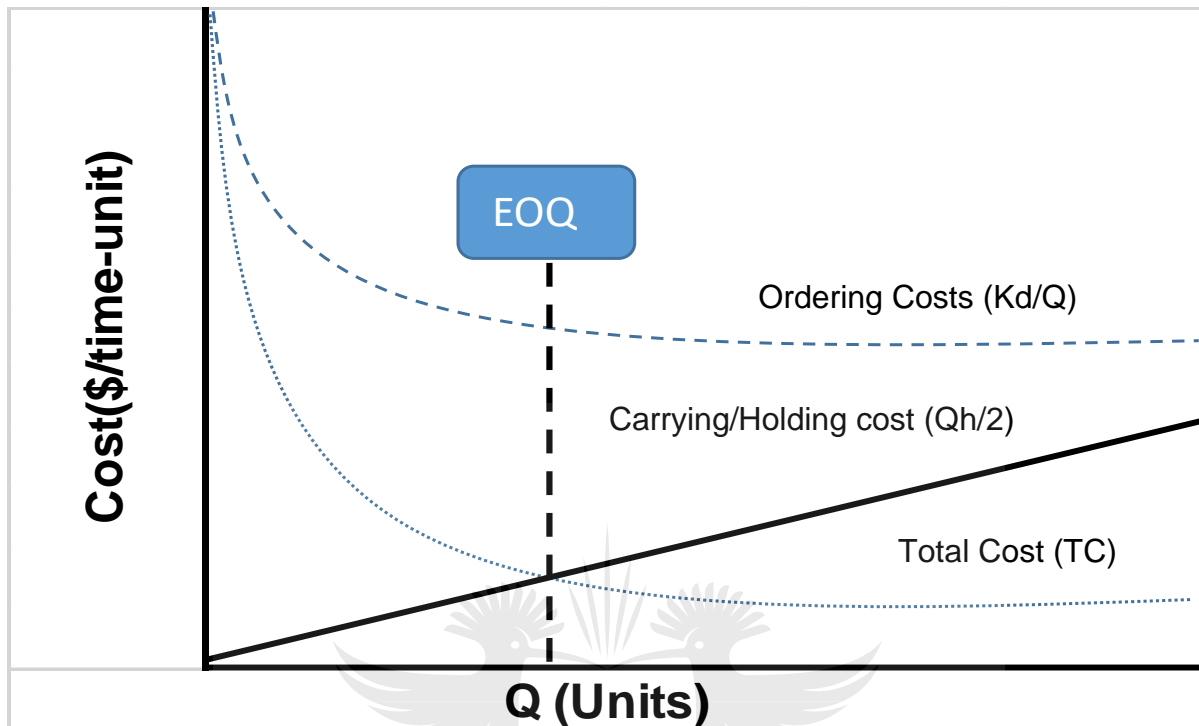 Cost($/time-unit)
EOQ
Ordering Costs (Kd/Q)
Carrying/Holding cost (Qh/2)
Total Cost (TC)
Q (Units)